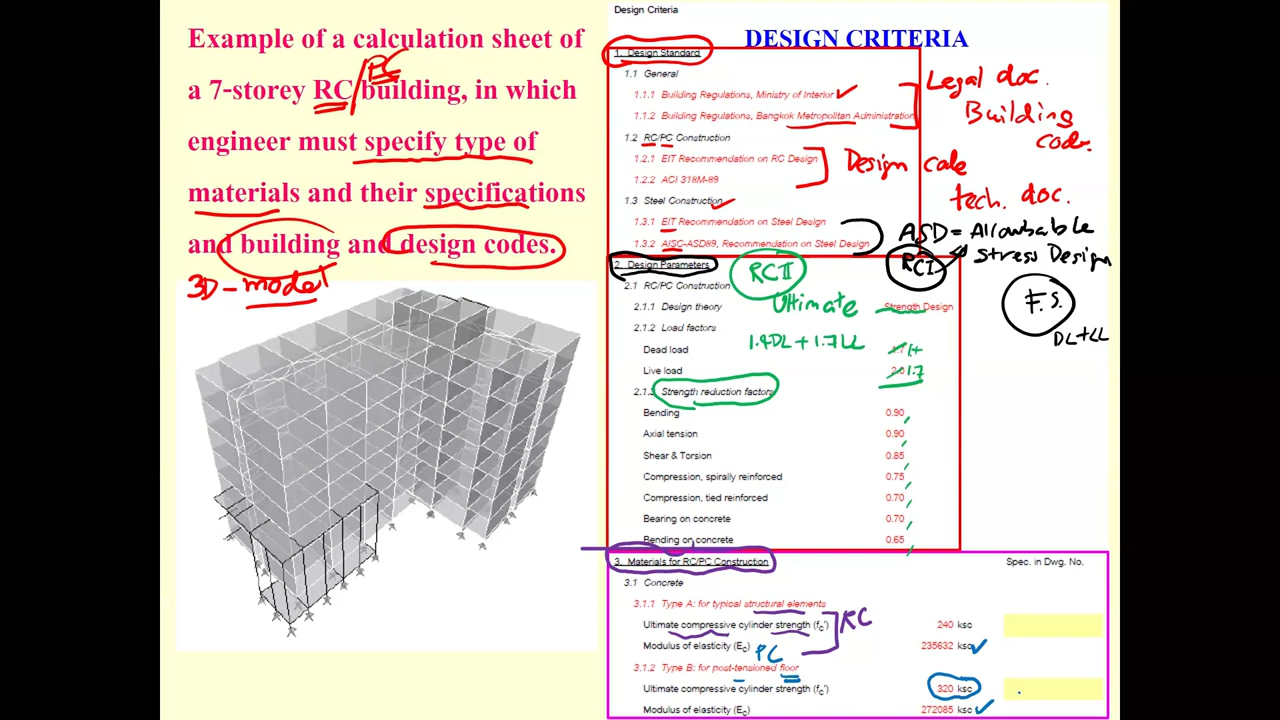 Example of a calculation sheet of
a 7-storey RC/PC building, in which
engineer must specify type of
materials and their specifications
and building and design codes.
3D-model
Design Criteria
DESIGN CRITERIA
1. Design Standard
1.1 General
1.1.1 Building Regulations, Ministry of Interior
1.1.2 Building Regulations, Bangkok Metropolitan Administration
Legal doc.
Building
code.
1.2 RC/PC Construction
1.2.1 EIT Recommendation on RC Design
1.2.2 ACI 318M-89
Design code
tech. doc.
1.3 Steel Construction
1.3.1 EIT Recommendation on Steel Design
1.3.2 AISC-ASD89, Recommendation on Steel Design
ASD = Allowable
Stress Design
RC I
F.S.
DL+LL
2. Design Parameters
RC II
2.1 RC/PC Construction
2.1.1 Design theory Strength Design
Ultimate
2.1.2 Load factors
1.4DL + 1.7LL
Dead load 1.4
Live load 1.7
2.1.3 Strength reduction factors
Bending 0.90
Axial tension 0.90
Shear & Torsion 0.85
Compression, spirally reinforced 0.75
Compression, tied reinforced 0.70
Bearing on concrete 0.70
Bending on concrete 0.65
3. Materials for RC/PC Construction Spec. in Dwg. No.
3.1 Concrete
3.1.1 Type A: for typical structural elements
Ultimate compressive cylinder strength (fc') 240 ksc
RC
Modulus of elasticity (Ec) 235632 ksc
PC
3.1.2 Type B: for post-tensioned floor
Ultimate compressive cylinder strength (fc') 320 ksc
Modulus of elasticity (Ec) 272085 ksc